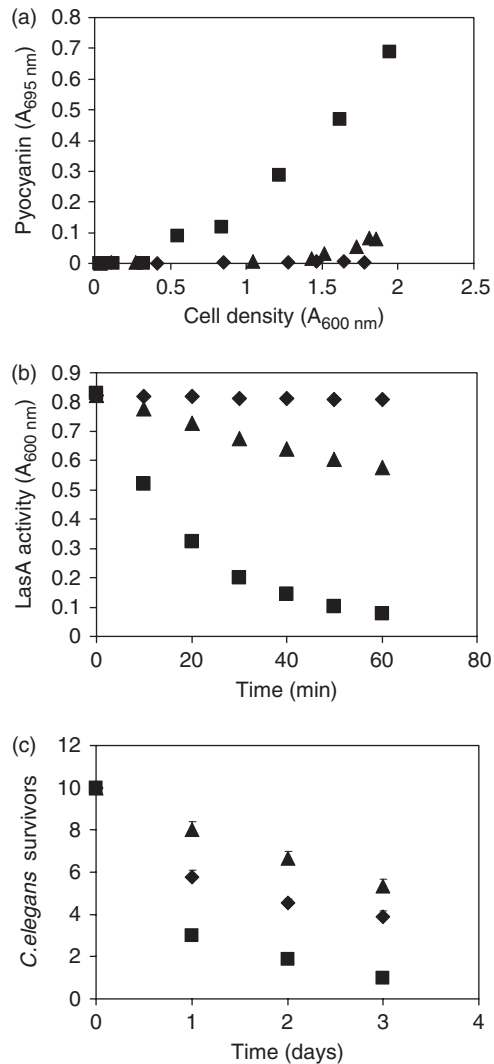 (a)
0.8
0.7
0.6
0.5
0.4
0.3
0.2
0.1
0
0 0.5 1 1.5 2 2.5
Pyocyanin (A695 nm)
Cell density (A600 nm)
(b)
0.9
0.8
0.7
0.6
0.5
0.4
0.3
0.2
0.1
0
0 20 40 60 80
LasA activity (A600 nm)
Time (min)
(c)
12
10
8
6
4
2
0
0 1 2 3 4
C.elegans survivors
Time (days)